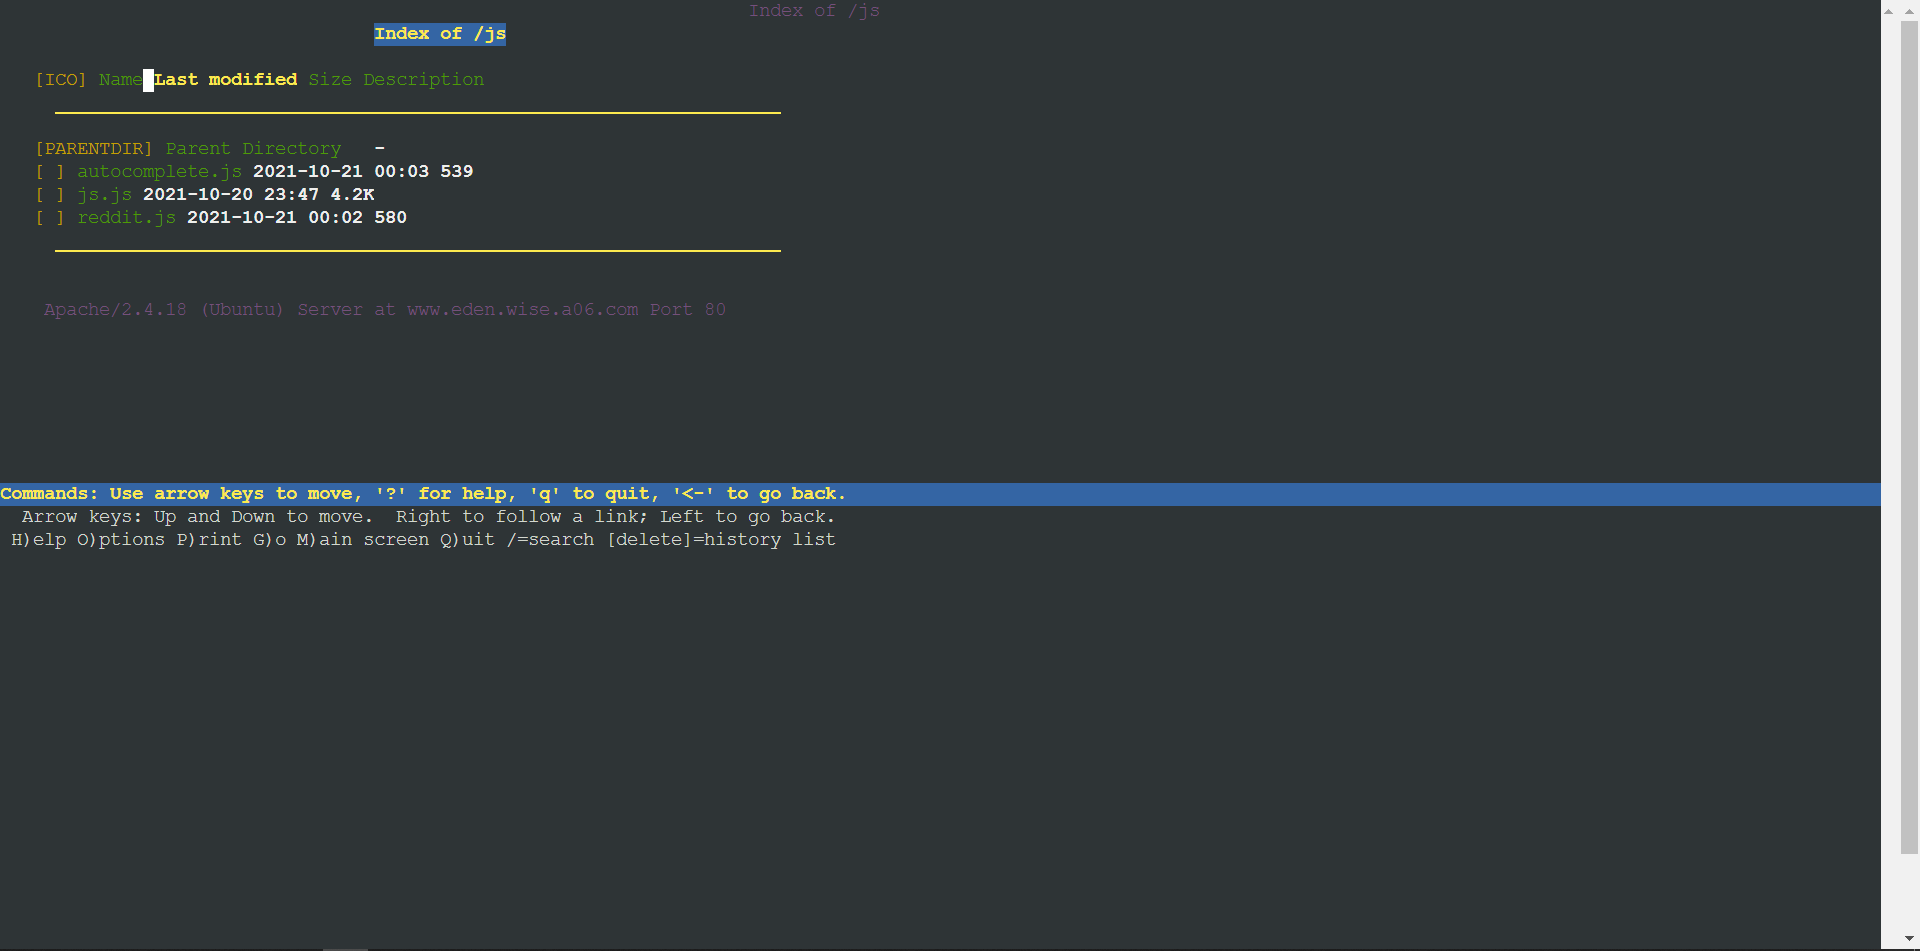 Index of /js
Index of /js
[ICO] Name Last modified Size Description
[PARENTDIR] Parent Directory   -
[ ] autocomplete.js 2021-10-21 00:03 539
[ ] js.js 2021-10-20 23:47 4.2K
[ ] reddit.js 2021-10-21 00:02 580
Apache/2.4.18 (Ubuntu) Server at www.eden.wise.a06.com Port 80
Commands: Use arrow keys to move, '?' for help, 'q' to quit, '<-' to go back.
Arrow keys: Up and Down to move.  Right to follow a link; Left to go back.
H)elp O)ptions P)rint G)o M)ain screen Q)uit /=search [delete]=history list